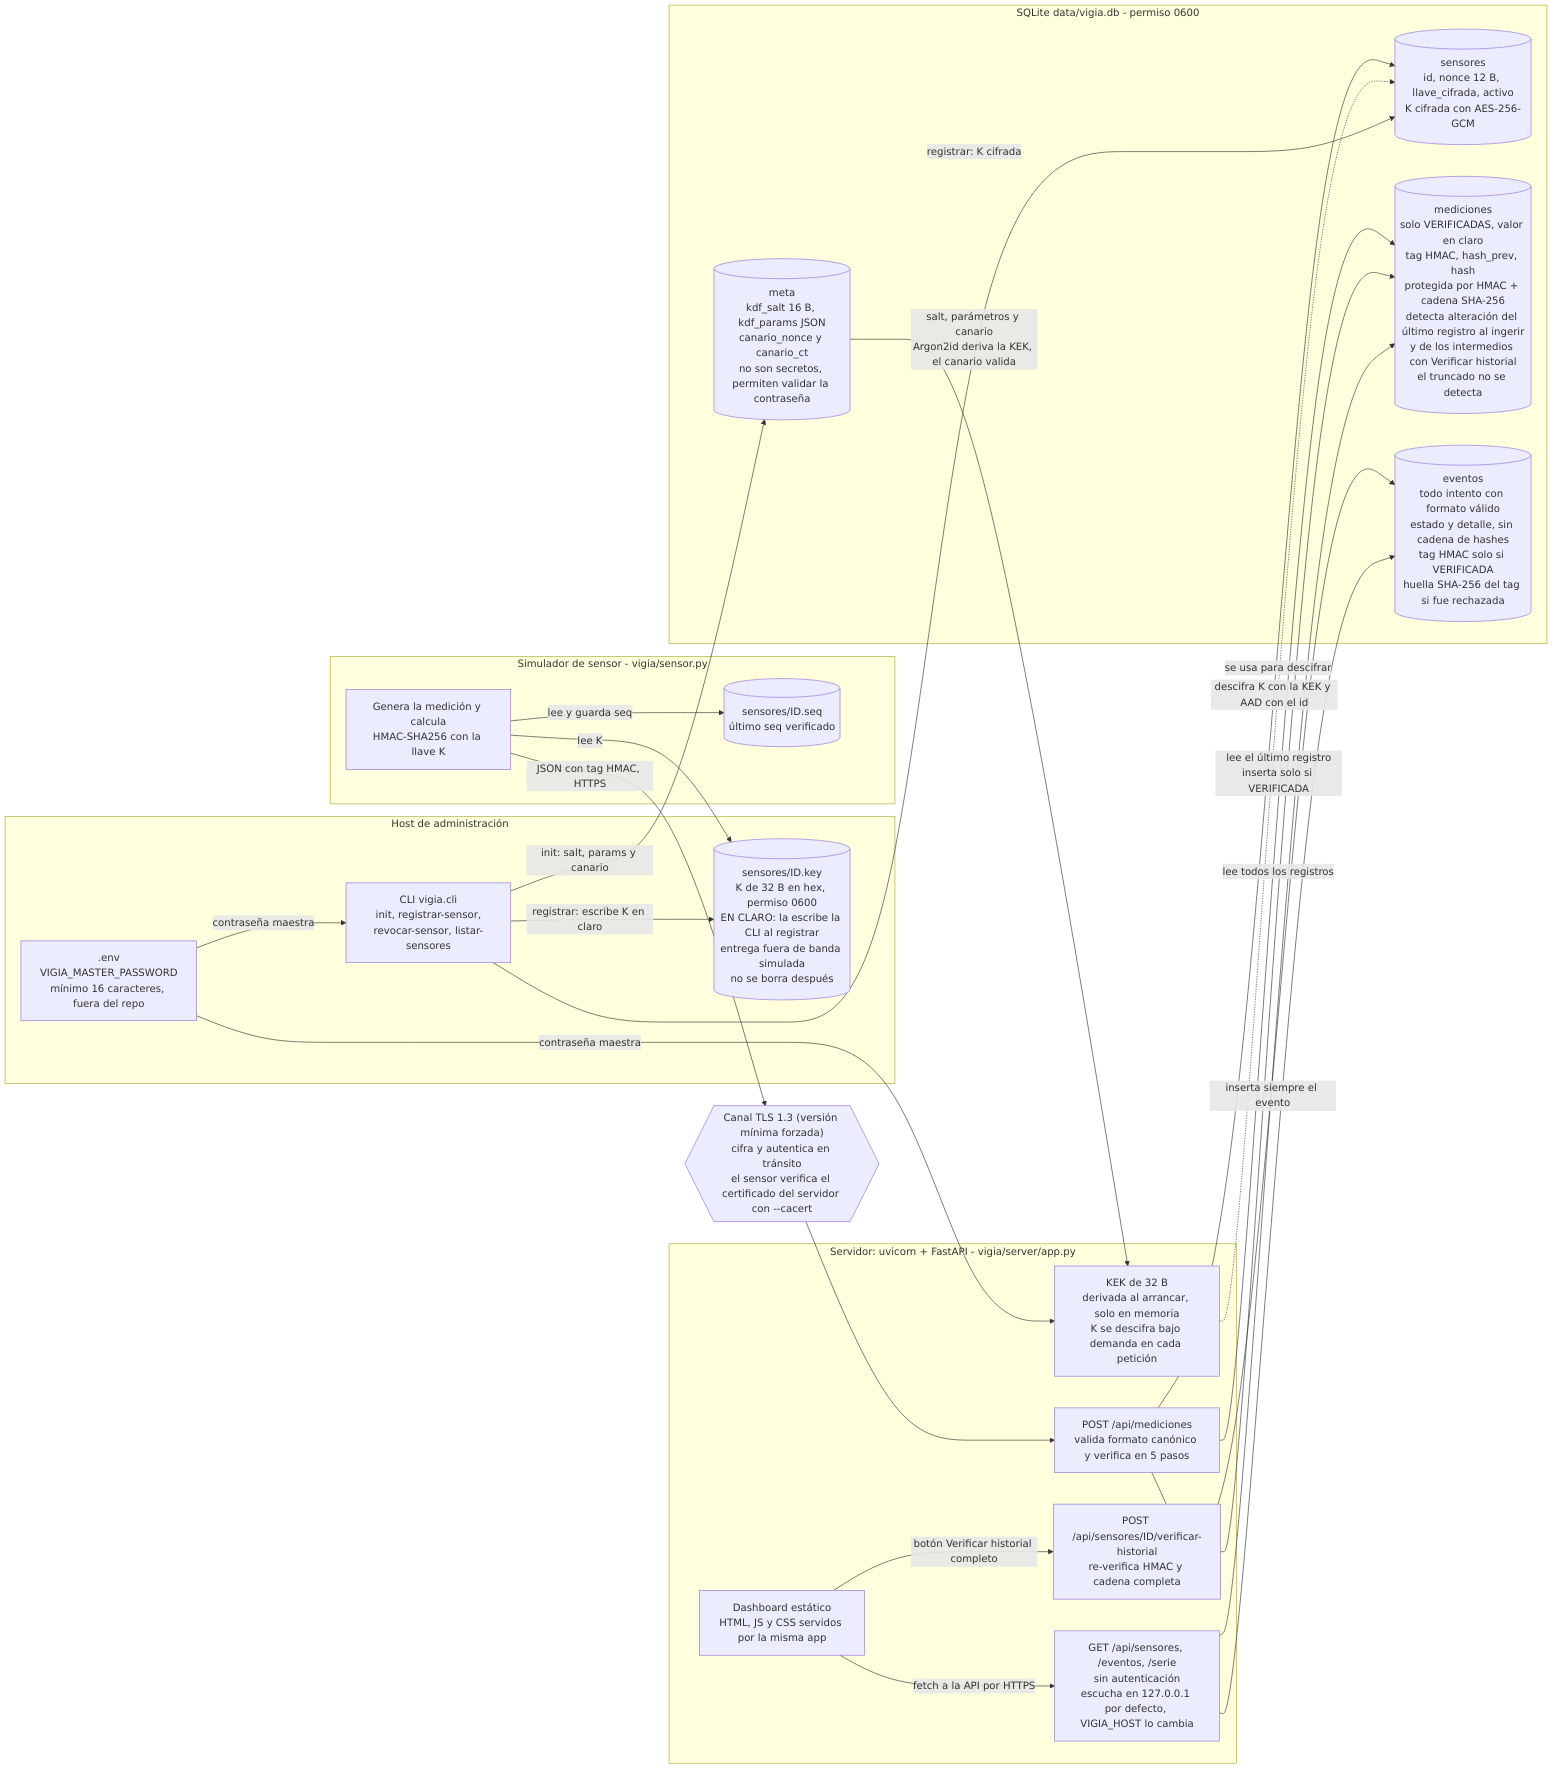 SQLite data/vigia.db - permiso 0600
sensores
id, nonce 12 B,
llave_cifrada, activo
K cifrada con AES-256-
GCM
registrar: K cifrada
mediciones
solo VERIFICADAS, valor
en claro
tag HMAC, hash_prev,
hash
protegida por HMAC +
cadena SHA-256
detecta alteración del
último registro al ingerir
y de los intermedios
con Verificar historial
el truncado no se
detecta
meta
kdf_salt 16 B,
kdf_params JSON
canario_nonce y
canario_ct
no son secretos,
permiten validar la
contraseña
salt, parámetros y
canario
Argon2id deriva la KEK,
el canario valida
eventos
todo intento con
formato válido
estado y detalle, sin
cadena de hashes
tag HMAC solo si
VERIFICADA
huella SHA-256 del tag
si fue rechazada
Simulador de sensor - vigia/sensor.py
Genera la medición y
calcula
HMAC-SHA256 con la
llave K
lee y guarda seq
sensores/ID.seq
último seq verificado
lee K
JSON con tag HMAC,
HTTPS
se usa para descifrar
descifra K con la KEK y
AAD con el id
lee el último registro
inserta solo si
VERIFICADA
Host de administración
init: salt, params y
canario
CLI vigia.cli
init, registrar-sensor,
revocar-sensor, listar-
sensores
contraseña maestra
registrar: escribe K en
claro
sensores/ID.key
K de 32 B en hex,
permiso 0600
EN CLARO: la escribe la
CLI al registrar
entrega fuera de banda
simulada
no se borra después
.env
VIGIA_MASTER_PASSWORD
mínimo 16 caracteres,
fuera del repo
contraseña maestra
lee todos los registros
inserta siempre el
evento
Canal TLS 1.3 (versión
mínima forzada)
cifra y autentica en
tránsito
el sensor verifica el
certificado del servidor
con --cacert
Servidor: uvicorn + FastAPI - vigia/server/app.py
KEK de 32 B
derivada al arrancar,
solo en memoria
K se descifra bajo
demanda en cada
petición
POST /api/mediciones
valida formato canónico
y verifica en 5 pasos
botón Verificar historial
completo
POST
/api/sensores/ID/verificar-
historial
re-verifica HMAC y
cadena completa
Dashboard estático
HTML, JS y CSS servidos
por la misma app
fetch a la API por HTTPS
GET /api/sensores,
/eventos, /serie
sin autenticación
escucha en 127.0.0.1
por defecto,
VIGIA_HOST lo cambia